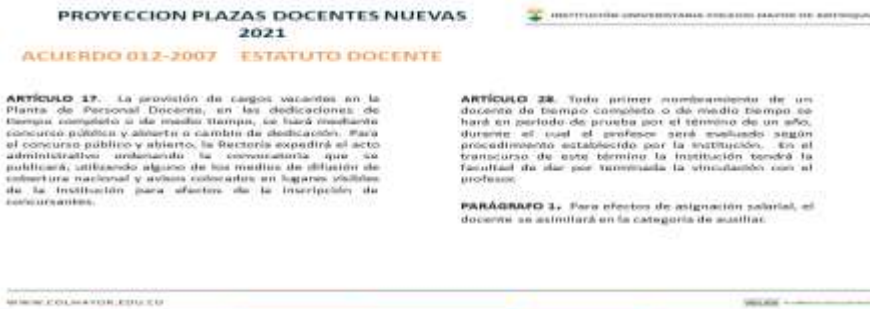 PROYECCION PLAZAS DOCENTES NUEVAS
2021
ACUERDO 012-2007 ESTATUTO DOCENTE
INSTITUCIÓN UNIVERSITARIA COLEGIO MAYOR DE ANTIOQUIA
ARTÍCULO 17. La provisión de cargos vacantes en la
Planta de Personal Docente, en las dedicaciones de
tiempo completo o de medio tiempo, se hará mediante
concurso público y abierto o cambio de dedicación. Para
el concurso público y abierto, la Rectoría expedirá el acto
administrativo ordenando la convocatoria que se
publicará, utilizando alguno de los medios de difusión de
cobertura nacional y avisos colocados en lugares visibles
de la Institución para efectos de la inscripción de
concursantes.
ARTÍCULO 28. Todo primer nombramiento de un
docente de tiempo completo o de medio tiempo se
hará en período de prueba por el término de un año,
durante el cual el profesor será evaluado según
procedimiento establecido por la Institución. En el
transcurso de este término la Institución tendrá la
facultad de dar por terminada la vinculación con el
profesor.
PARÁGRAFO 1. Para efectos de asignación salarial, el
docente se asimilará en la categoría de auxiliar.
WWW.COLMAYOR.EDU.CO